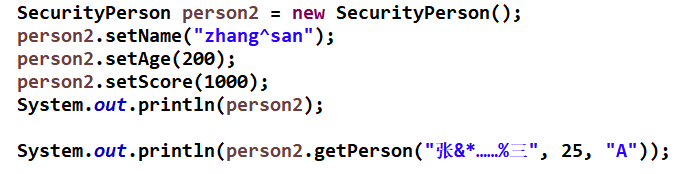 SecurityPerson person2 = new SecurityPerson();
person2.setName("zhang^san");
person2.setAge(200);
person2.setScore(1000);
System.out.println(person2);
System.out.println(person2.getPerson("张&*……%三", 25, "A"));